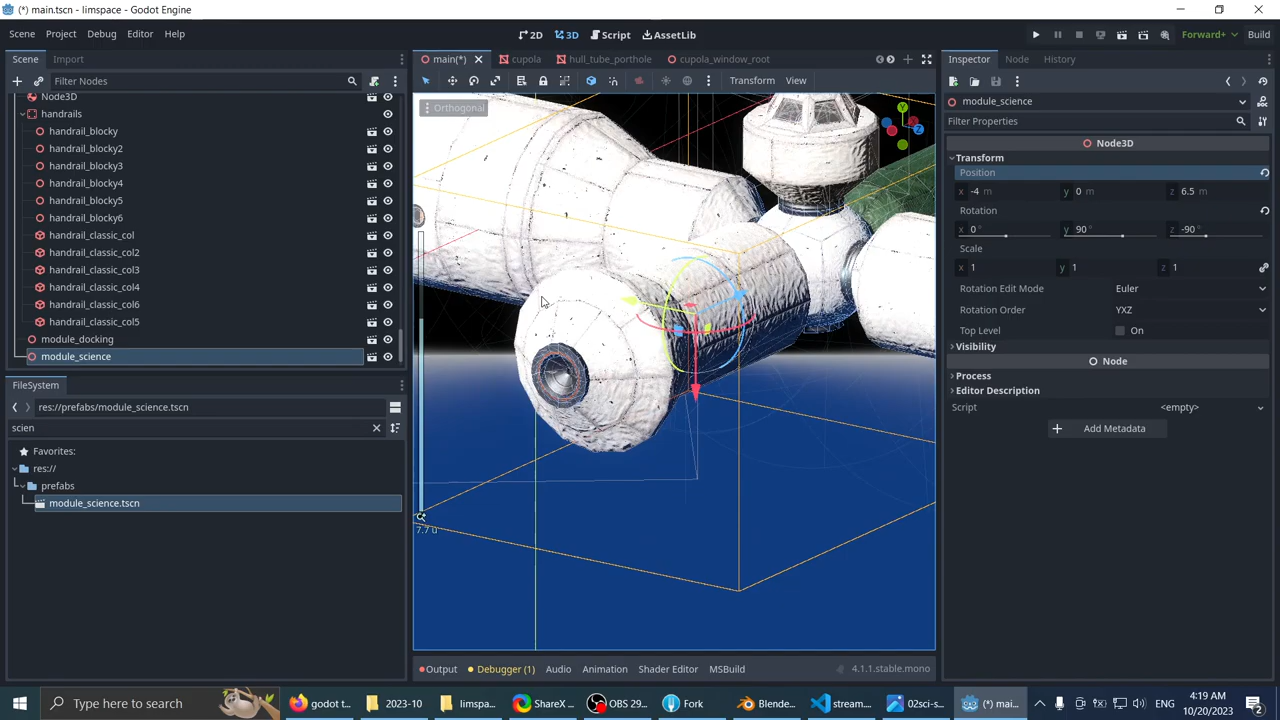 (*) main.tscn - limspace - Godot Engine
Scene Project Debug Editor Help
2D 3D Script AssetLib
Forward+ Build
Scene Import
main(*) cupola hull_tube_porthole cupola_window_root
Inspector Node History
Filter Nodes
Transform View
Node3D
handrails
handrail_blocky
handrail_blocky2
handrail_blocky3
handrail_blocky4
handrail_blocky5
handrail_blocky6
handrail_classic_col
handrail_classic_col2
handrail_classic_col3
handrail_classic_col4
handrail_classic_col6
handrail_classic_col5
module_docking
module_science
FileSystem
res://prefabs/module_science.tscn
scien
Favorites:
res://
prefabs
module_science.tscn
Orthogonal
Y
Z
7.7 u
Output Debugger (1) Audio Animation Shader Editor MSBuild 4.1.1.stable.mono
module_science
Filter Properties
Node3D
Transform
Position
x -4 m y 0 m z 6.5 m
Rotation
x 0° y 90° z -90°
Scale
x 1 y 1 z 1
Rotation Edit Mode Euler
Rotation Order YXZ
Top Level On
Visibility
Node
Process
Editor Description
Script <empty>
Add Metadata
Type here to search
godot t... 2023-10 limspa... ShareX ... OBS 29... Fork Blende... stream.... 02sci-s... (*) mai...
ENG
4:19 AM
10/20/2023
2